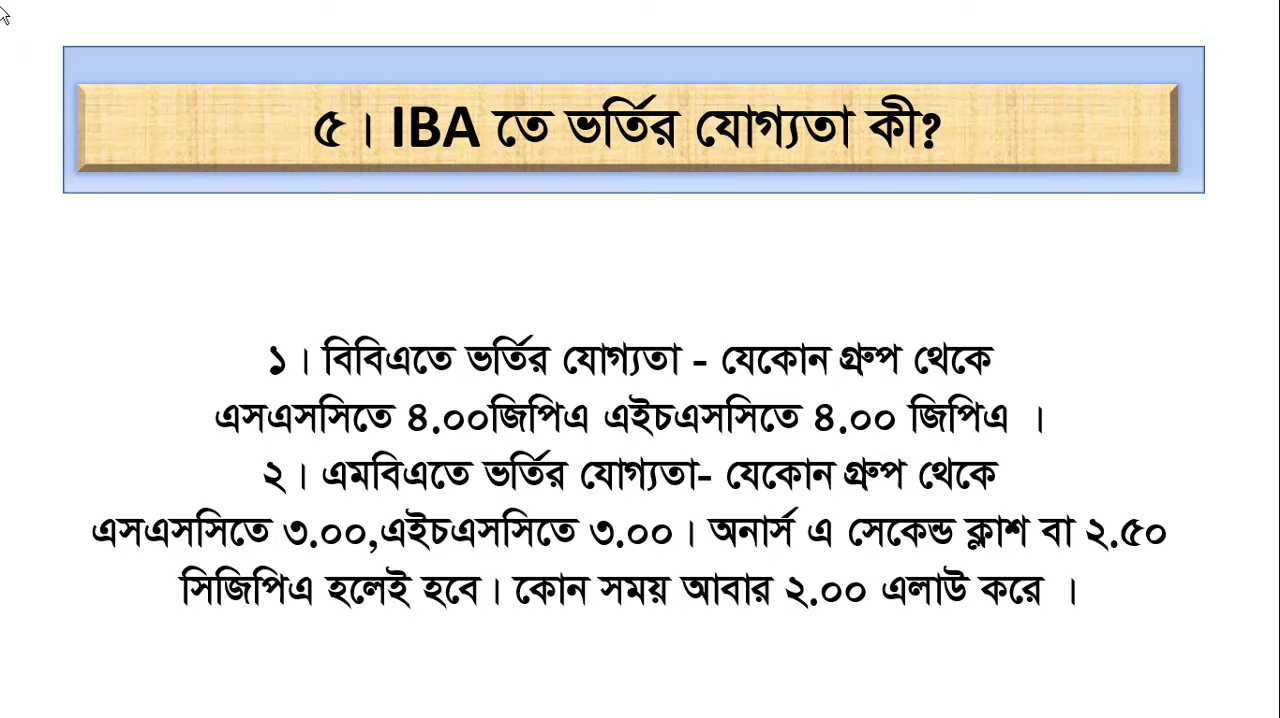 ৫। IBA তে ভর্তির যোগ্যতা কী?
১। বিবিএতে ভর্তির যোগ্যতা - যেকোন গ্রুপ থেকে
এসএসসিতে ৪.০০জিপিএ এইচএসসিতে ৪.০০ জিপিএ ।
২। এমবিএতে ভর্তির যোগ্যতা- যেকোন গ্রুপ থেকে
এসএসসিতে ৩.০০,এইচএসসিতে ৩.০০। অনার্স এ সেকেন্ড ক্লাশ বা ২.৫০
সিজিপিএ হলেই হবে। কোন সময় আবার ২.০০ এলাউ করে ।